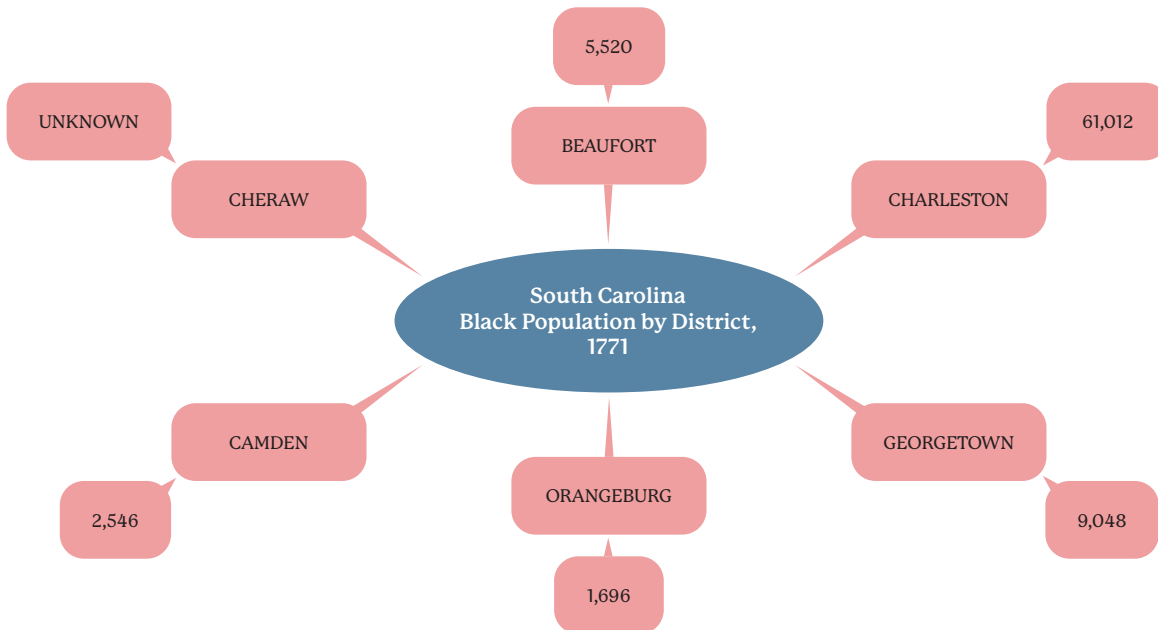 5,520
UNKNOWN
61,012
BEAUFORT
CHERAW
CHARLESTON
South Carolina
Black Population by District,
1771
CAMDEN
GEORGETOWN
ORANGEBURG
2,546
9,048
1,696